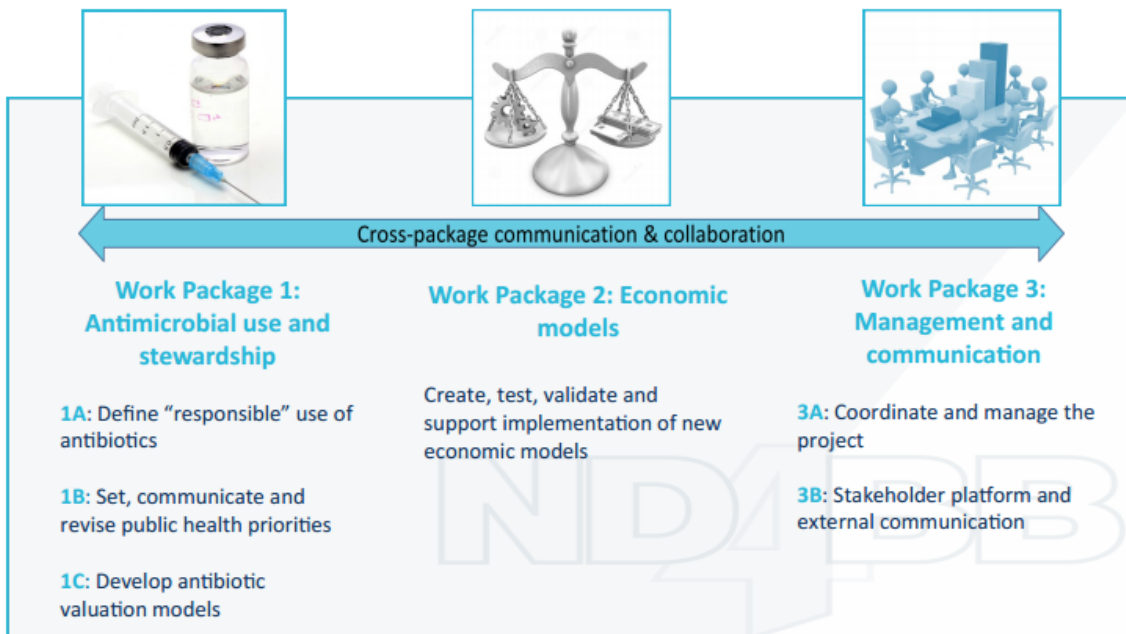 Cross-package communication & collaboration
Work Package 1:
Antimicrobial use and
stewardship
1A: Define “responsible” use of
antibiotics
1B: Set, communicate and
revise public health priorities
1C: Develop antibiotic
valuation models
Work Package 2: Economic
models
Create, test, validate and
support implementation of new
economic models
Work Package 3:
Management and
communication
3A: Coordinate and manage the
project
3B: Stakeholder platform and
external communication
ND4BB